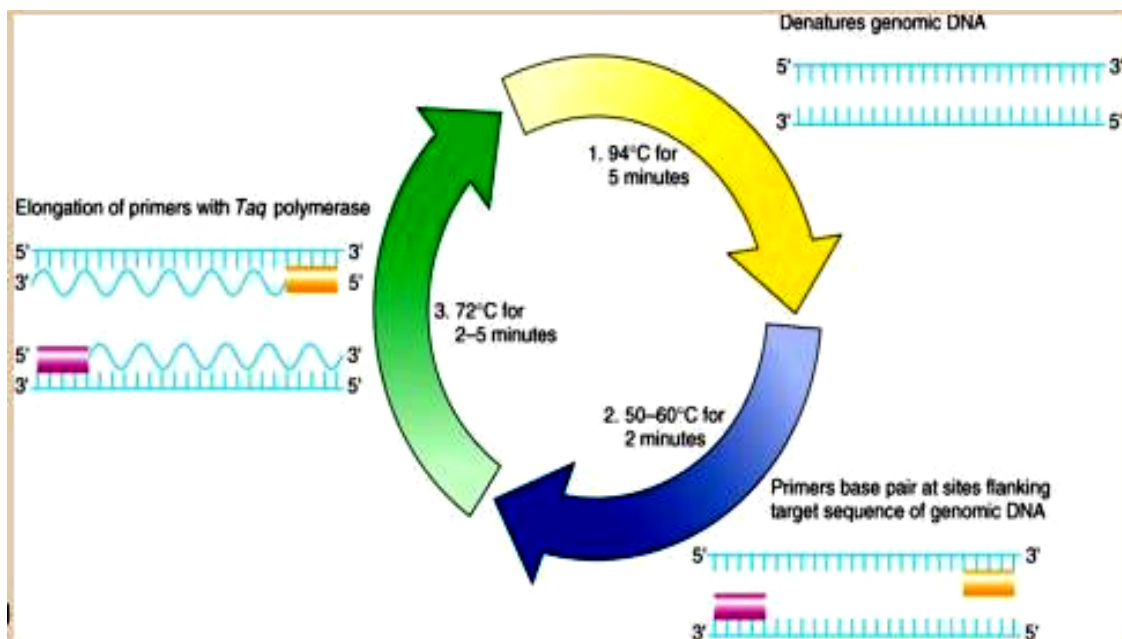 Denatures genomic DNA
5' 3'
3' 5'
1. 94°C for
5 minutes
Elongation of primers with Taq polymerase
5' 3'
3' 5'
5' 3'
3' 5'
3. 72°C for
2–5 minutes
2. 50–60°C for
2 minutes
Primers base pair at sites flanking
target sequence of genomic DNA
5' 3'
3' 5'